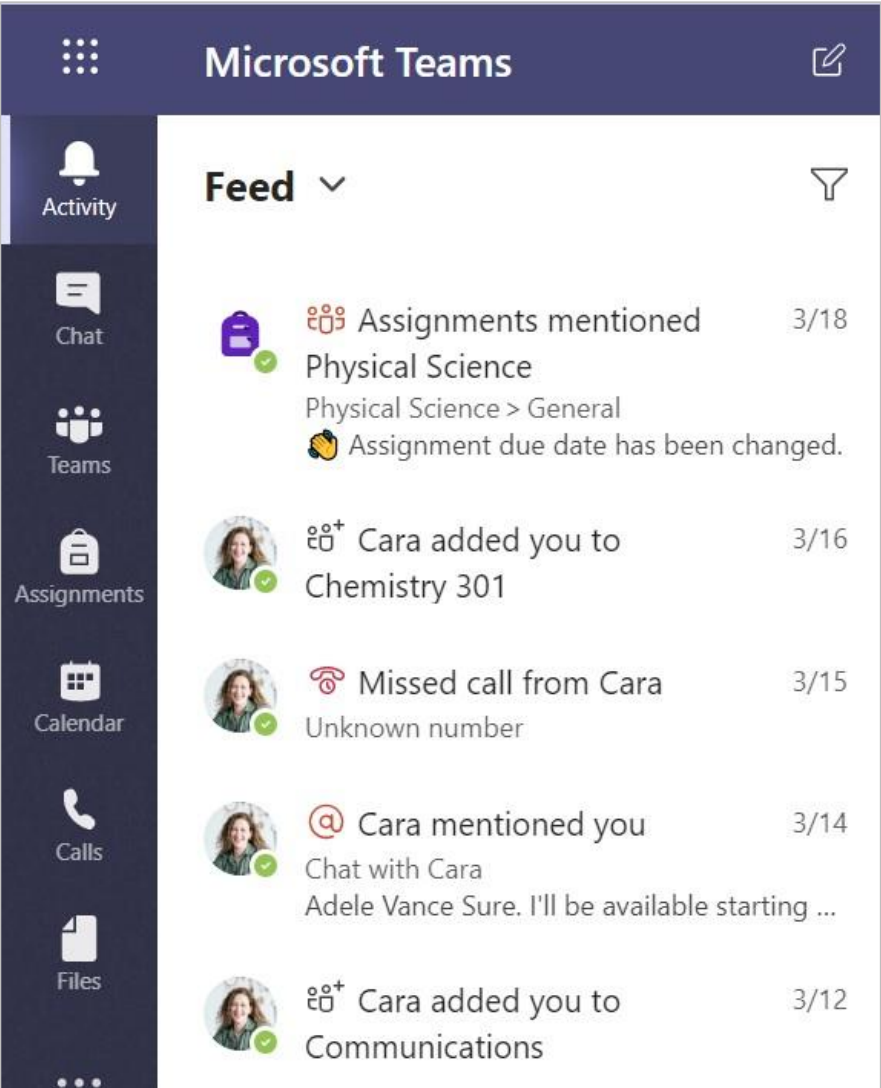 Microsoft Teams
Activity
Chat
Teams
Assignments
Calendar
Calls
Files
Feed
Assignments mentioned 3/18
Physical Science
Physical Science > General
Assignment due date has been changed.
Cara added you to 3/16
Chemistry 301
Missed call from Cara 3/15
Unknown number
@ Cara mentioned you 3/14
Chat with Cara
Adele Vance Sure. I'll be available starting ...
Cara added you to 3/12
Communications